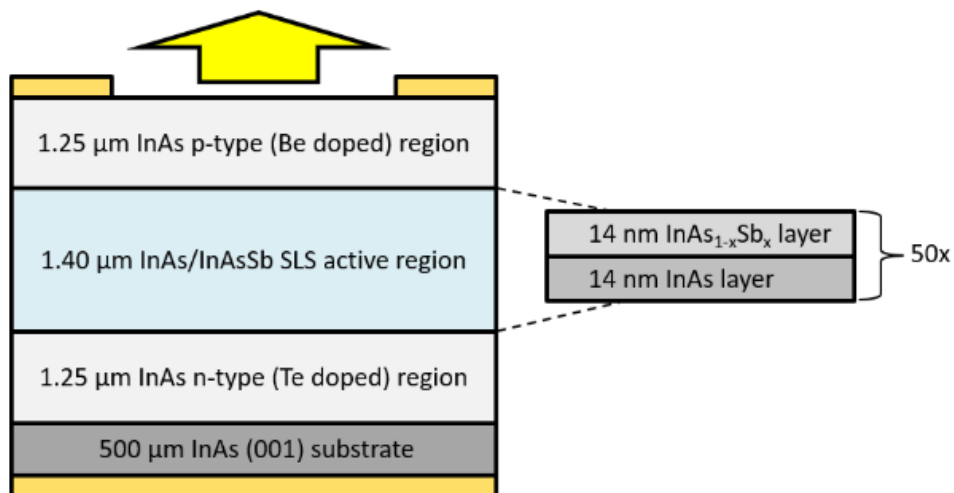 1.25 μm InAs p-type (Be doped) region
1.40 μm InAs/InAsSb SLS active region
14 nm InAs₁₋ₓSbₓ layer
14 nm InAs layer
50x
1.25 μm InAs n-type (Te doped) region
500 μm InAs (001) substrate